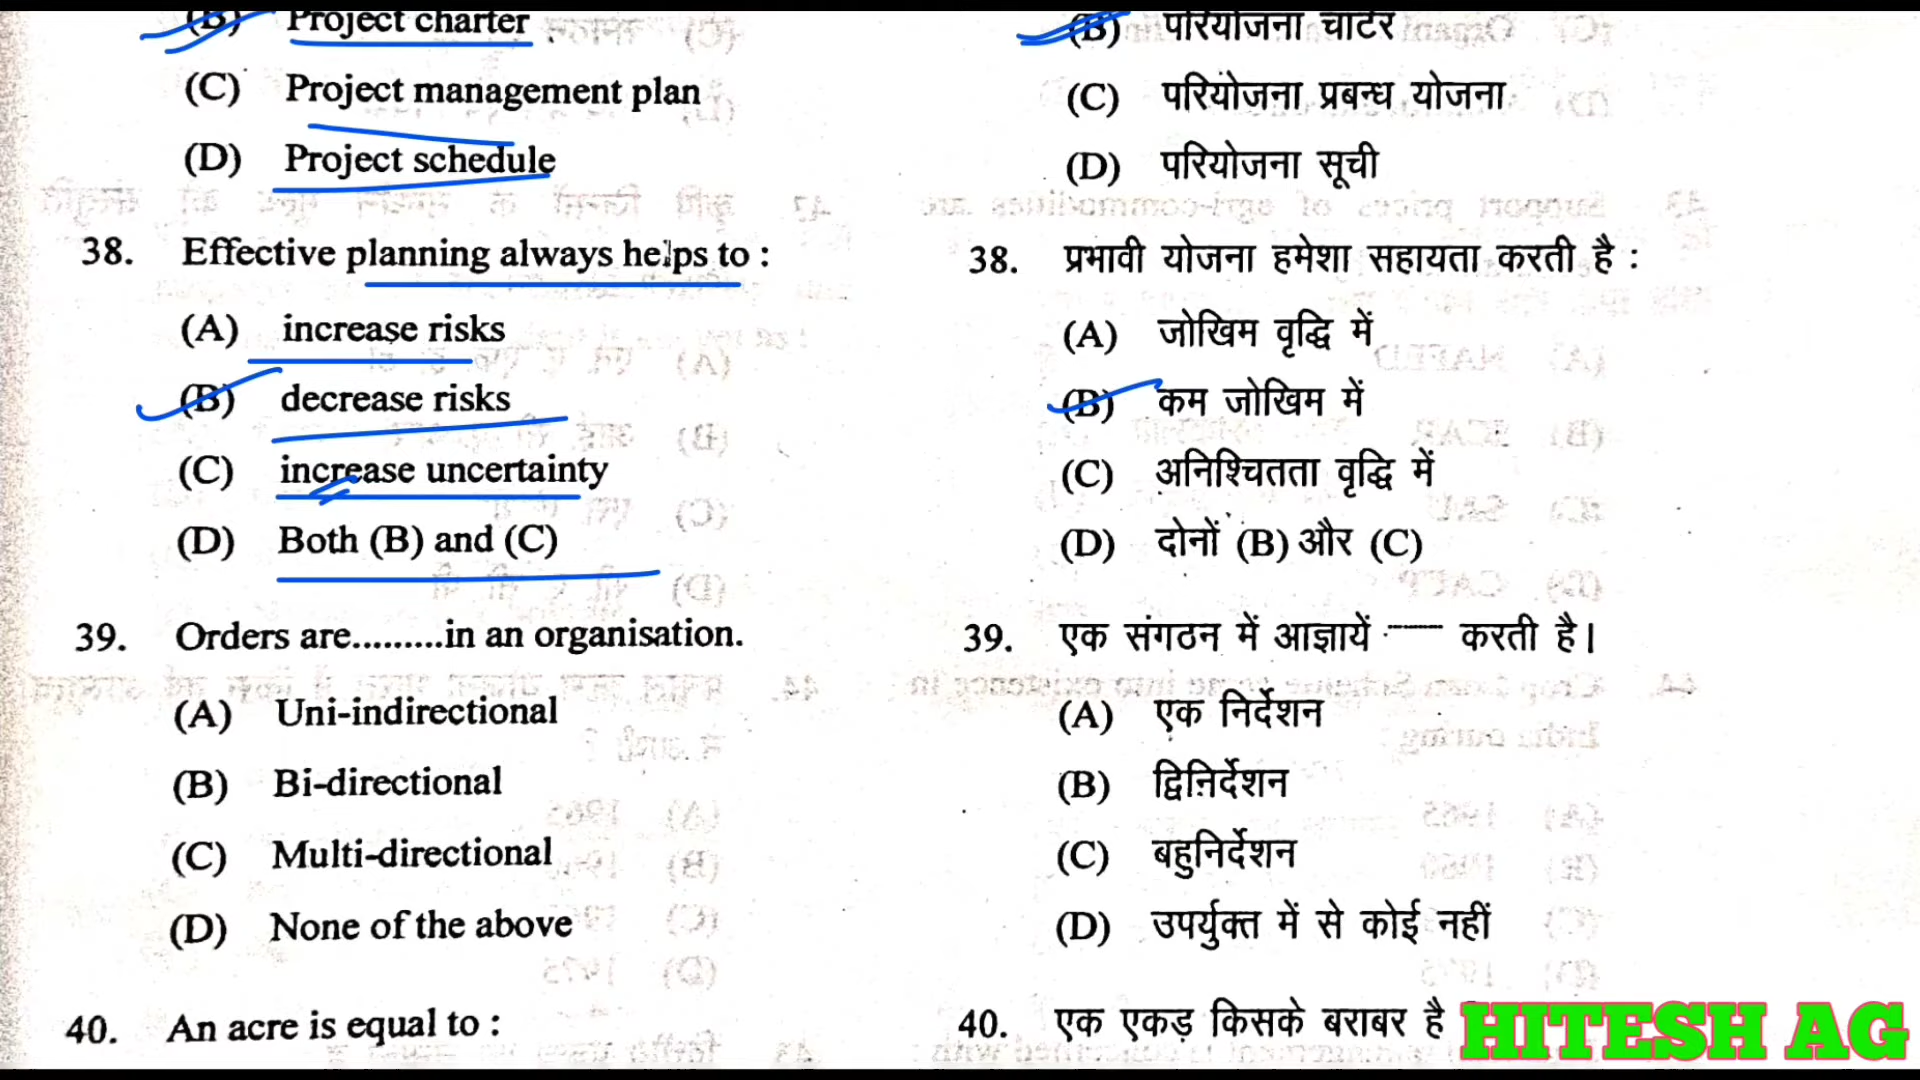 (B) Project charter
(C) Project management plan
(D) Project schedule
38. Effective planning always helps to :
(A) increase risks
(B) decrease risks
(C) increase uncertainty
(D) Both (B) and (C)
39. Orders are.........in an organisation.
(A) Uni-indirectional
(B) Bi-directional
(C) Multi-directional
(D) None of the above
40. An acre is equal to :
(B) परियोजना चार्टर
(C) परियोजना प्रबन्ध योजना
(D) परियोजना सूची
38. प्रभावी योजना हमेशा सहायता करती है :
(A) जोखिम वृद्धि में
(B) कम जोखिम में
(C) अनिश्चितता वृद्धि में
(D) दोनों (B) और (C)
39. एक संगठन में आज्ञायें ---- करती है।
(A) एक निर्देशन
(B) द्विनिर्देशन
(C) बहुनिर्देशन
(D) उपर्युक्त में से कोई नहीं
40. एक एकड़ किसके बराबर है
HITESH AG